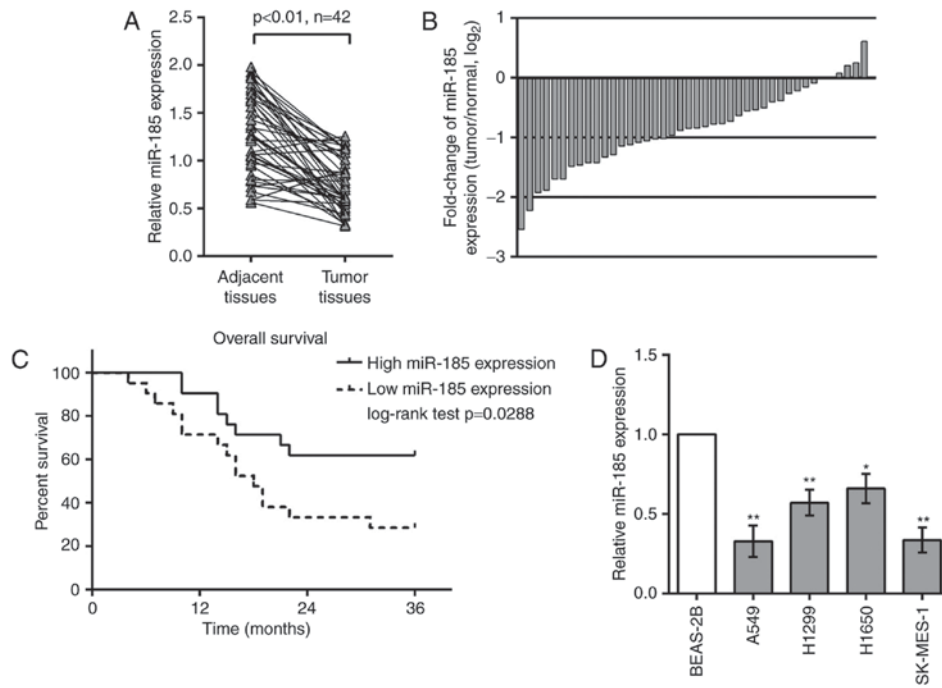 A
p<0.01, n=42
Relative miR-185 expression
2.0
1.5
1.0
0.5
0.0
Adjacent
tissues
Tumor
tissues
B
Fold-change of miR-185
expression (tumor/normal, log2)
1
0
−1
−2
−3
C
Overall survival
High miR-185 expression
Low miR-185 expression
log-rank test p=0.0288
Percent survival
100
80
60
40
20
0
0
12
24
36
Time (months)
D
Relative miR-185 expression
1.5
1.0
0.5
0.0
**
**
*
**
BEAS-2B
A549
H1299
H1650
SK-MES-1